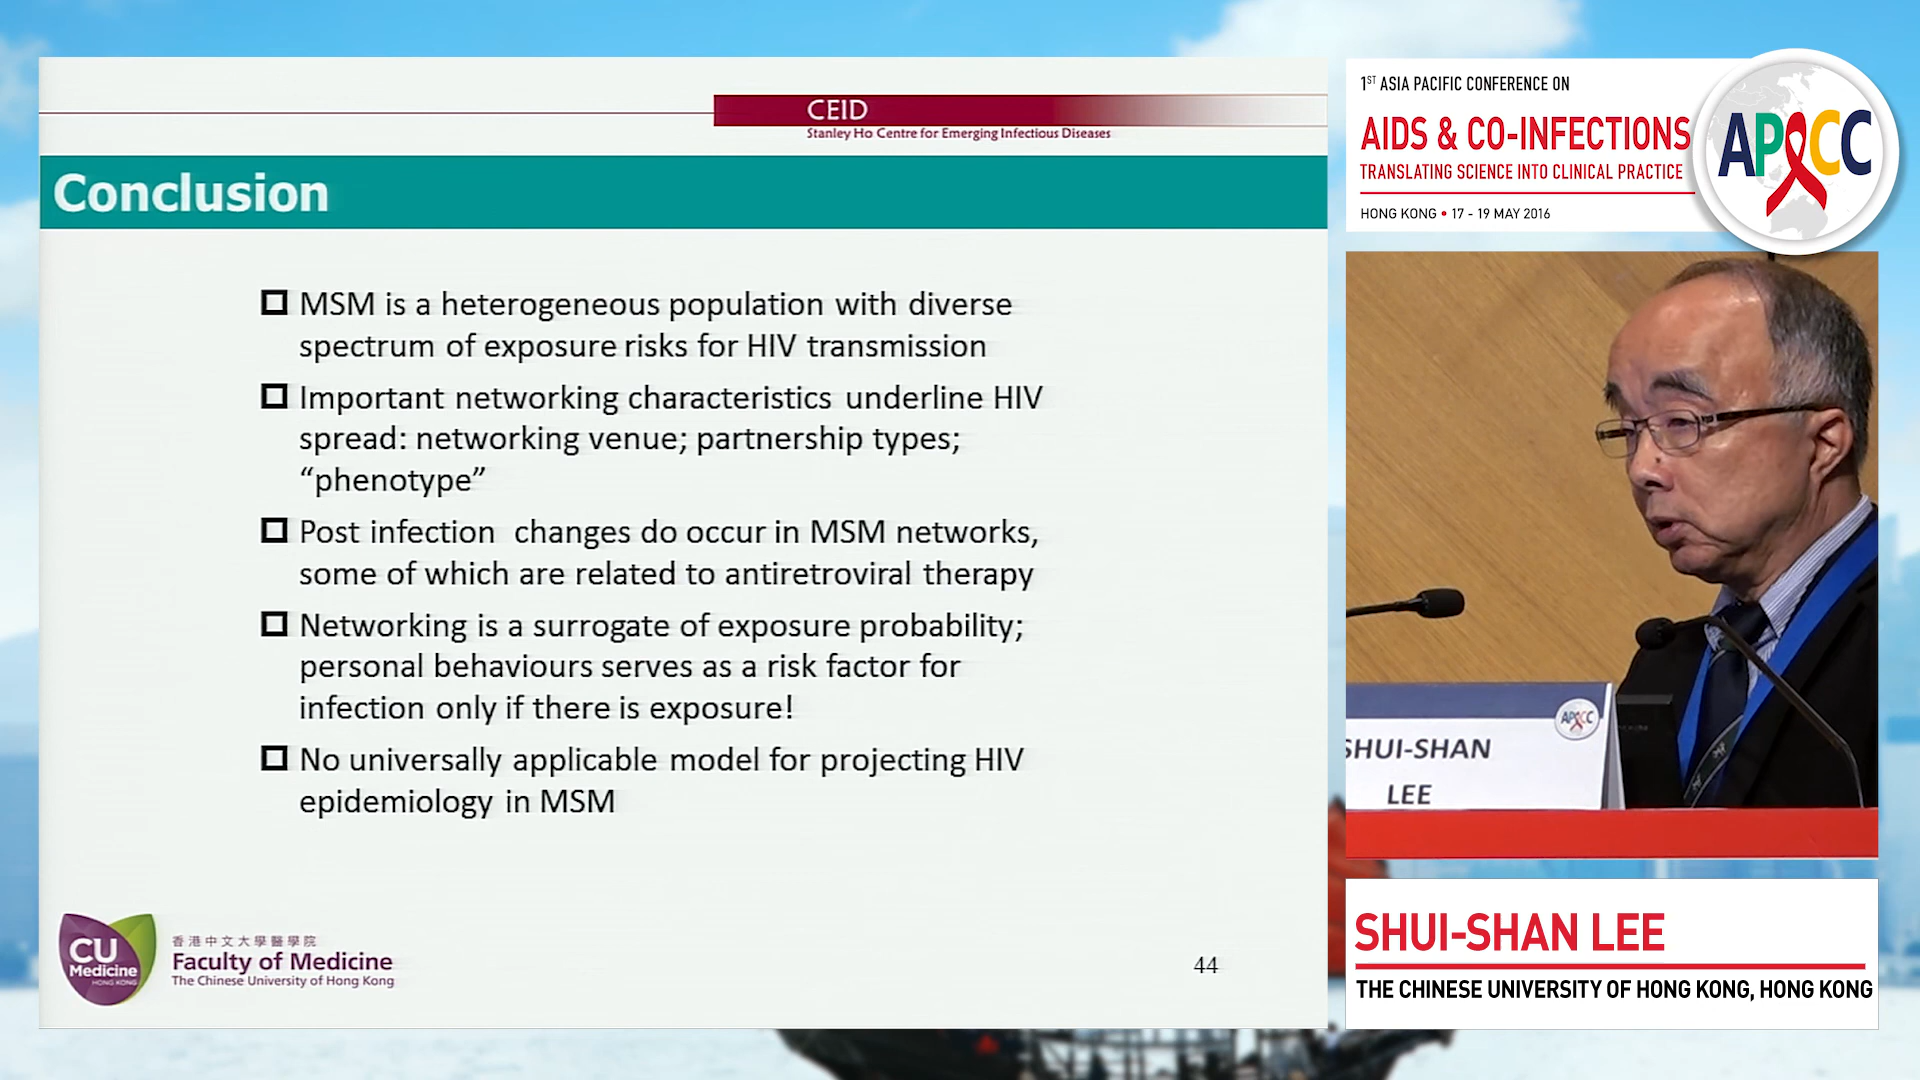 CEID
Stanley Ho Centre for Emerging Infectious Diseases
Conclusion
MSM is a heterogeneous population with diverse
spectrum of exposure risks for HIV transmission
Important networking characteristics underline HIV
spread: networking venue; partnership types;
“phenotype”
Post infection changes do occur in MSM networks,
some of which are related to antiretroviral therapy
Networking is a surrogate of exposure probability;
personal behaviours serves as a risk factor for
infection only if there is exposure!
No universally applicable model for projecting HIV
epidemiology in MSM
CU
Medicine
HONG KONG
香港中文大學醫學院
Faculty of Medicine
The Chinese University of Hong Kong
44
1ST ASIA PACIFIC CONFERENCE ON
AIDS & CO-INFECTIONS
TRANSLATING SCIENCE INTO CLINICAL PRACTICE
HONG KONG • 17 - 19 MAY 2016
APACC
APACC
SHUI-SHAN
LEE
SHUI-SHAN LEE
THE CHINESE UNIVERSITY OF HONG KONG, HONG KONG